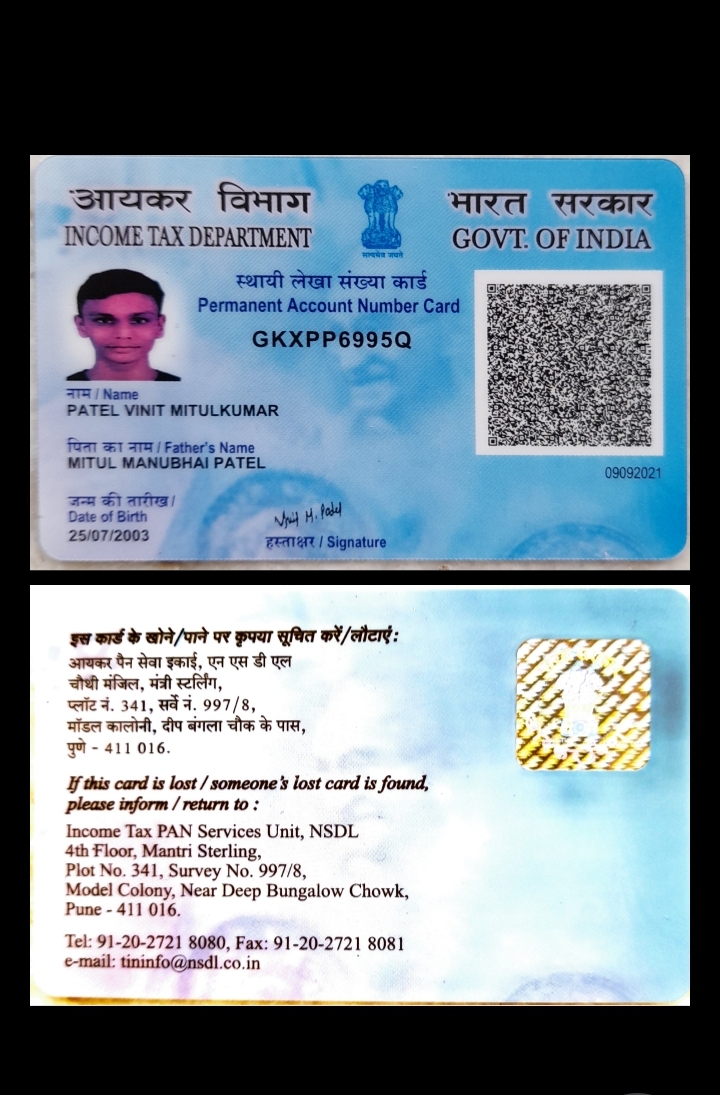 आयकर विभाग
INCOME TAX DEPARTMENT
सत्यमेव जयते
भारत सरकार
GOVT. OF INDIA
स्थायी लेखा संख्या कार्ड
Permanent Account Number Card
GKXPP6995Q
नाम / Name
PATEL VINIT MITULKUMAR
पिता का नाम / Father's Name
MITUL MANUBHAI PATEL
जन्म की तारीख /
Date of Birth
25/07/2003
Vinit M. Patel
हस्ताक्षर / Signature
09092021
इस कार्ड के खोने/पाने पर कृपया सूचित करें/लौटाएं :
आयकर पैन सेवा इकाई, एन एस डी एल
चौथी मंजिल, मंत्री स्टर्लिंग,
प्लॉट नं. 341, सर्वे नं. 997/8,
मॉडल कालोनी, दीप बंगला चौक के पास,
पुणे - 411 016.
If this card is lost / someone's lost card is found,
please inform / return to :
Income Tax PAN Services Unit, NSDL
4th Floor, Mantri Sterling,
Plot No. 341, Survey No. 997/8,
Model Colony, Near Deep Bungalow Chowk,
Pune - 411 016.
Tel: 91-20-2721 8080, Fax: 91-20-2721 8081
e-mail: tininfo@nsdl.co.in